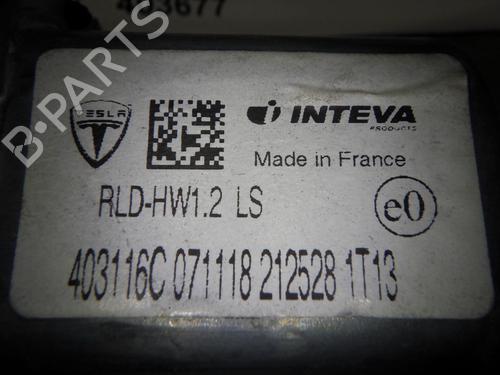 403677
B-PARTS
TESLA
INTEVA
PRODUCTS
Made in France
RLD-HW1.2 LS
e0
403116C 071118 212528 1T13